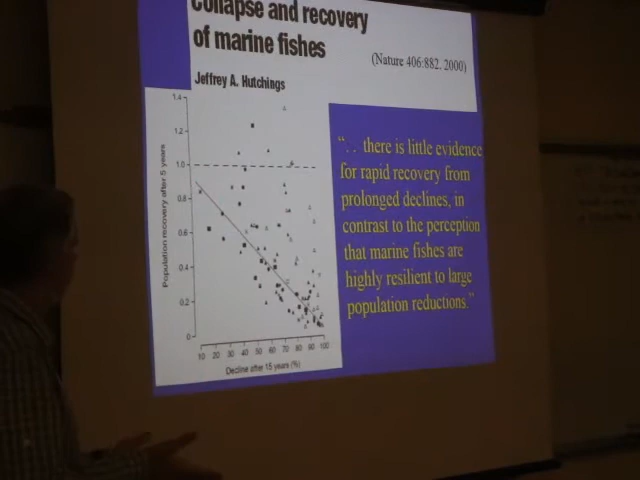 collapse and recovery
of marine fishes
(Nature 406:882. 2000)
Jeffrey A. Hutchings
". . there is little evidence
for rapid recovery from
prolonged declines, in
contrast to the perception
that marine fishes are
highly resilient to large
population reductions."
Population recovery after 5 years
1.4
1.2
1.0
0.8
0.6
0.4
0.2
0
10 20 30 40 50 60 70 80 90 100
Decline after 15 years (%)